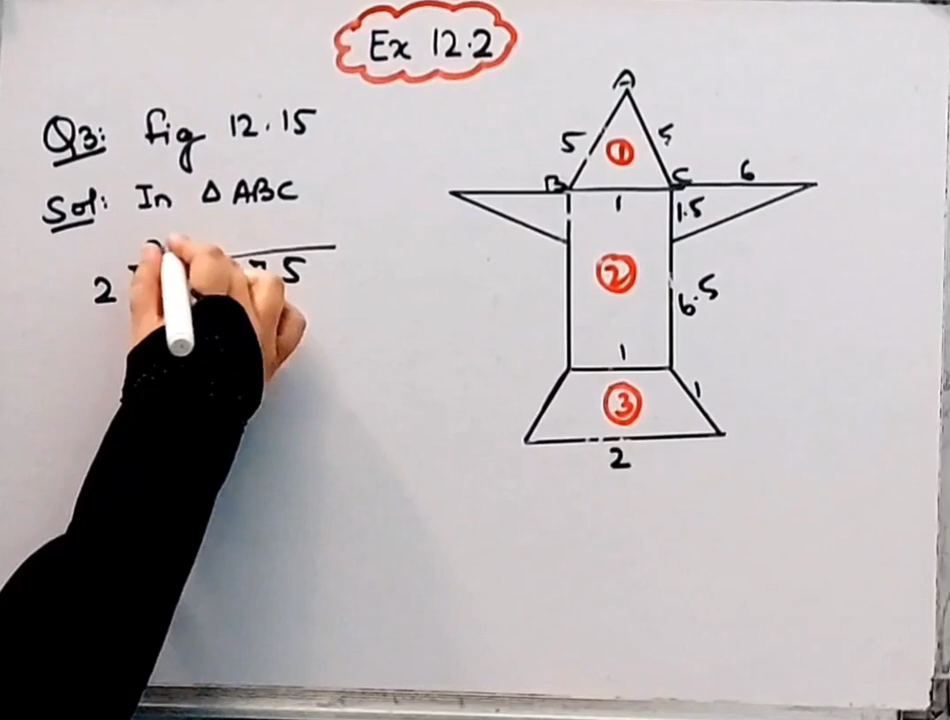 Ex 12.2
Q3: fig 12.15
Sol: In △ ABC
2 5
A
5 ① 5
B C 6
1 1.5
②
6.5
1
③ 1
2